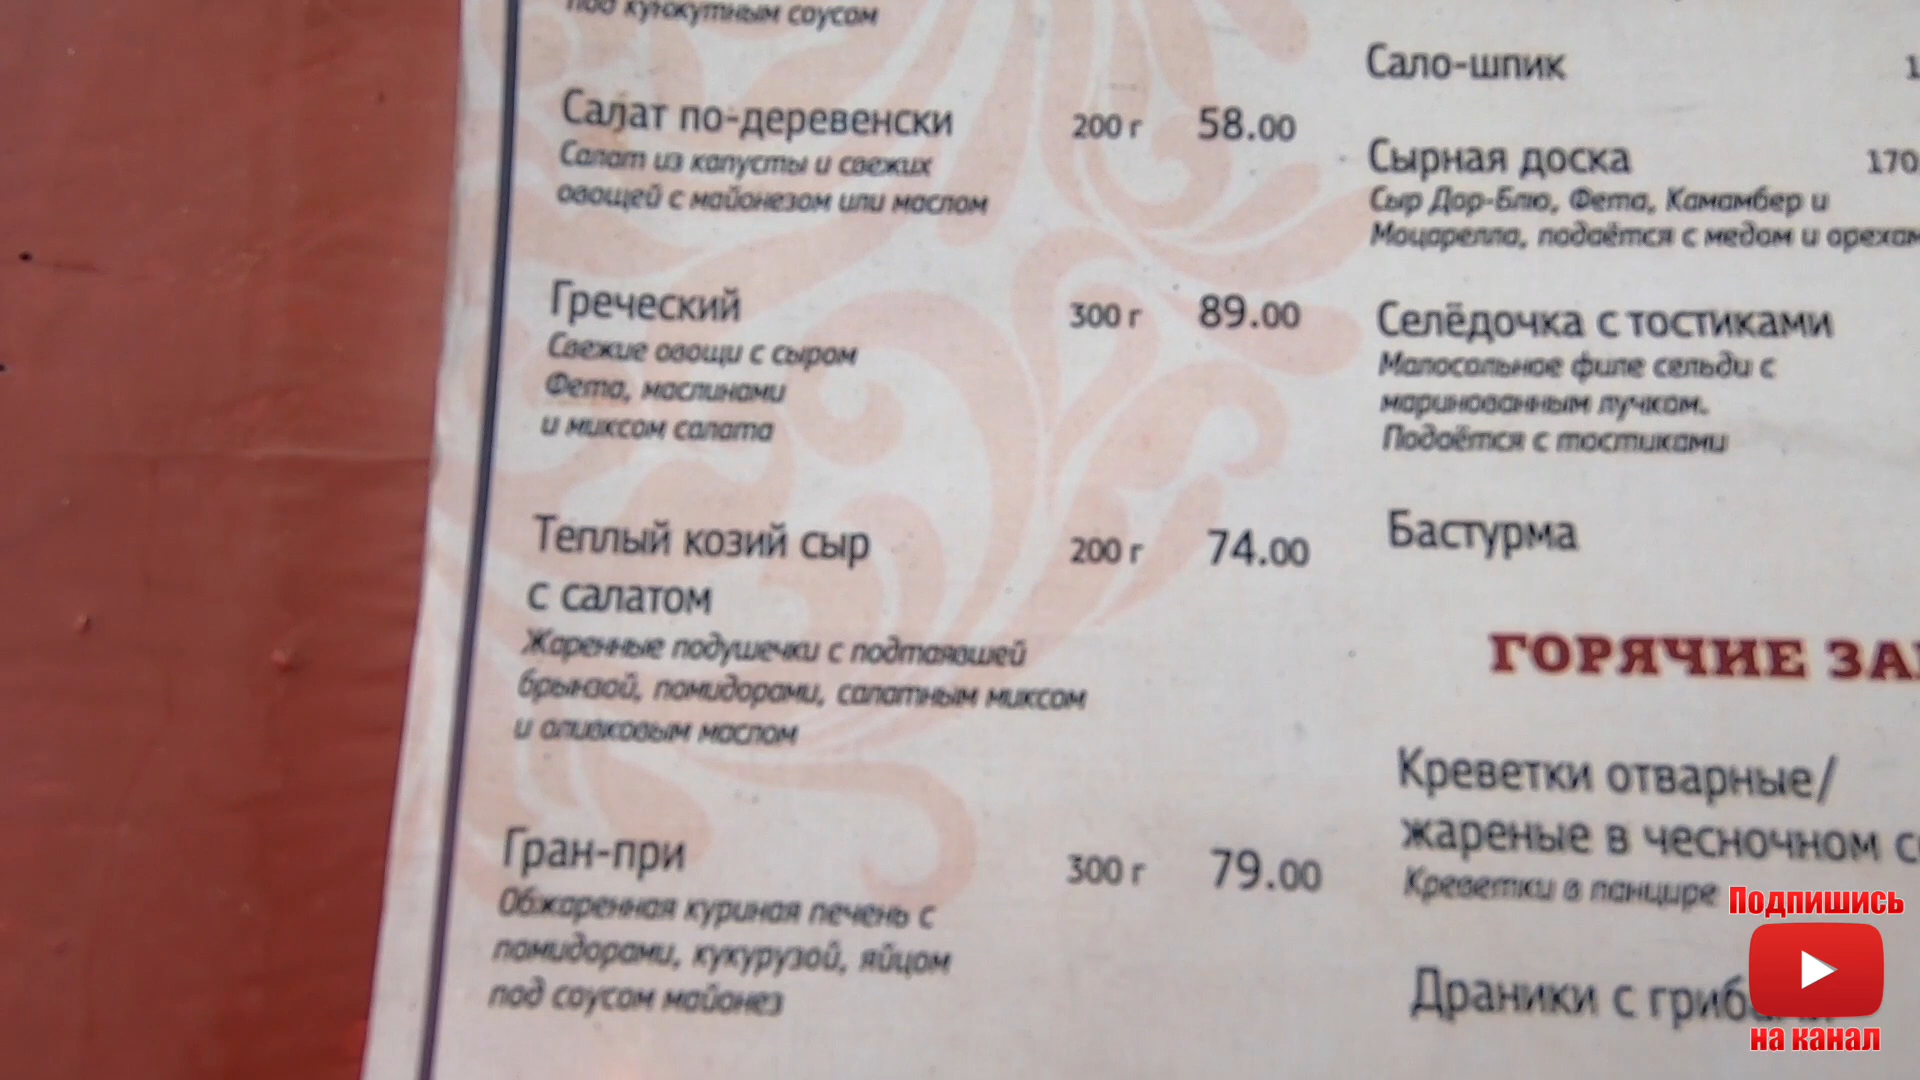 под кунжутным соусом
Салат по-деревенски 200 г 58.00
Салат из капусты и свежих
овощей с майонезом или маслом
Греческий 300 г 89.00
Свежие овощи с сыром
Фета, маслинами
и миксом салата
Теплый козий сыр 200 г 74.00
с салатом
Жаренные подушечки с подтаявшей
брынзой, помидорами, салатным миксом
и оливковым маслом
Гран-при 300 г 79.00
Обжаренная куриная печень с
помидорами, кукурузой, яйцом
под соусом майонез
Сало-шпик
Сырная доска 170
Сыр Дор-Блю, Фета, Камамбер и
Моцарелла, подаётся с медом и
Селёдочка с тостиками
Малосольное филе сельди с
маринованным лучком.
Подаётся с тостиками
Бастурма
ГОРЯЧИЕ
Креветки отварные/
жареные в чесночном
Креветки в панцире
Драники с
Подпишись
на канал